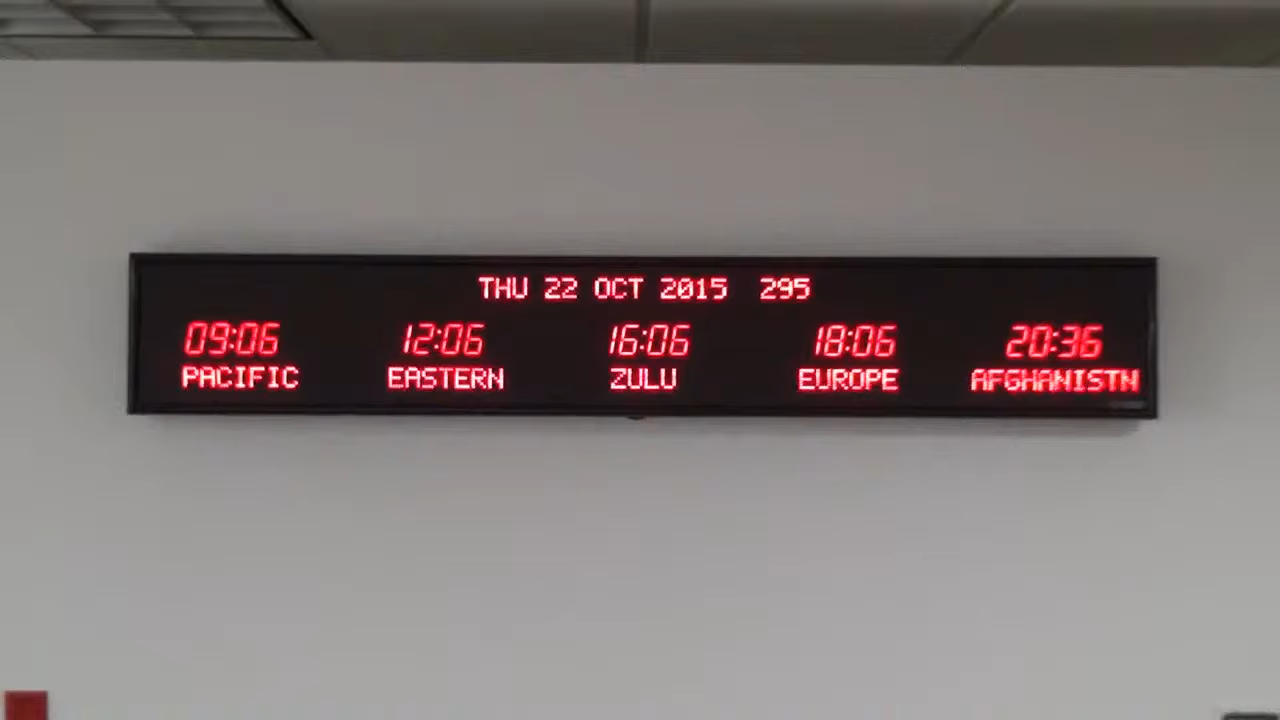 THU 22 OCT 2015 295
09:06 12:06 16:06 18:06 20:36
PACIFIC EASTERN ZULU EUROPE AFGHANISTN